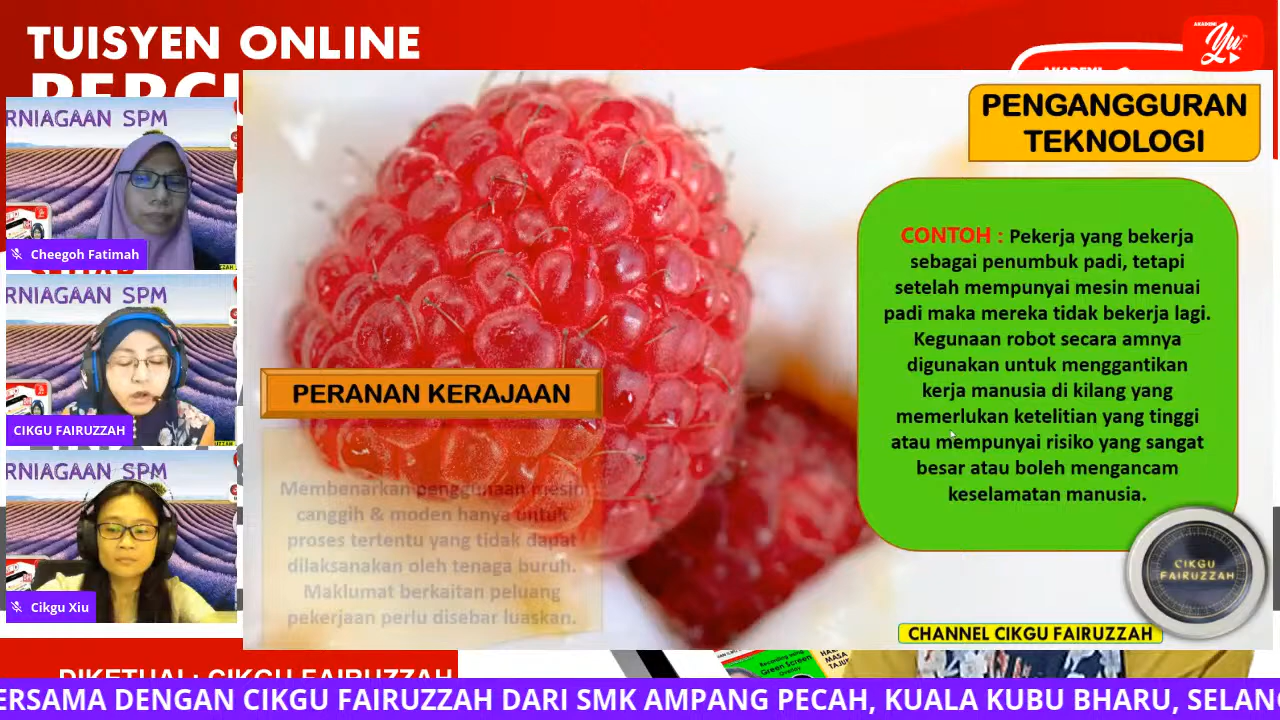 TUISYEN ONLINE
AKADEMI
Yu.
PENGANGGURAN
TEKNOLOGI
RNIAGAAN SPM
Cheegoh Fatimah
RNIAGAAN SPM
CIKGU FAIRUZZAH
RNIAGAAN SPM
Cikgu Xiu
CONTOH : Pekerja yang bekerja
sebagai penumbuk padi, tetapi
setelah mempunyai mesin menuai
padi maka mereka tidak bekerja lagi.
Kegunaan robot secara amnya
digunakan untuk menggantikan
kerja manusia di kilang yang
memerlukan ketelitian yang tinggi
atau mempunyai risiko yang sangat
besar atau boleh mengancam
keselamatan manusia.
PERANAN KERAJAAN
Membenarkan penggunaan mesin
canggih & moden hanya untuk
proses tertentu yang tidak dapat
dilaksanakan oleh tenaga buruh.
Maklumat berkaitan peluang
pekerjaan perlu disebar luaskan.
CIKGU
FAIRUZZAH
CHANNEL CIKGU FAIRUZZAH
DIKETUAI : CIKGU FAIRUZZAH
ERSAMA DENGAN CIKGU FAIRUZZAH DARI SMK AMPANG PECAH, KUALA KUBU BHARU, SELANG